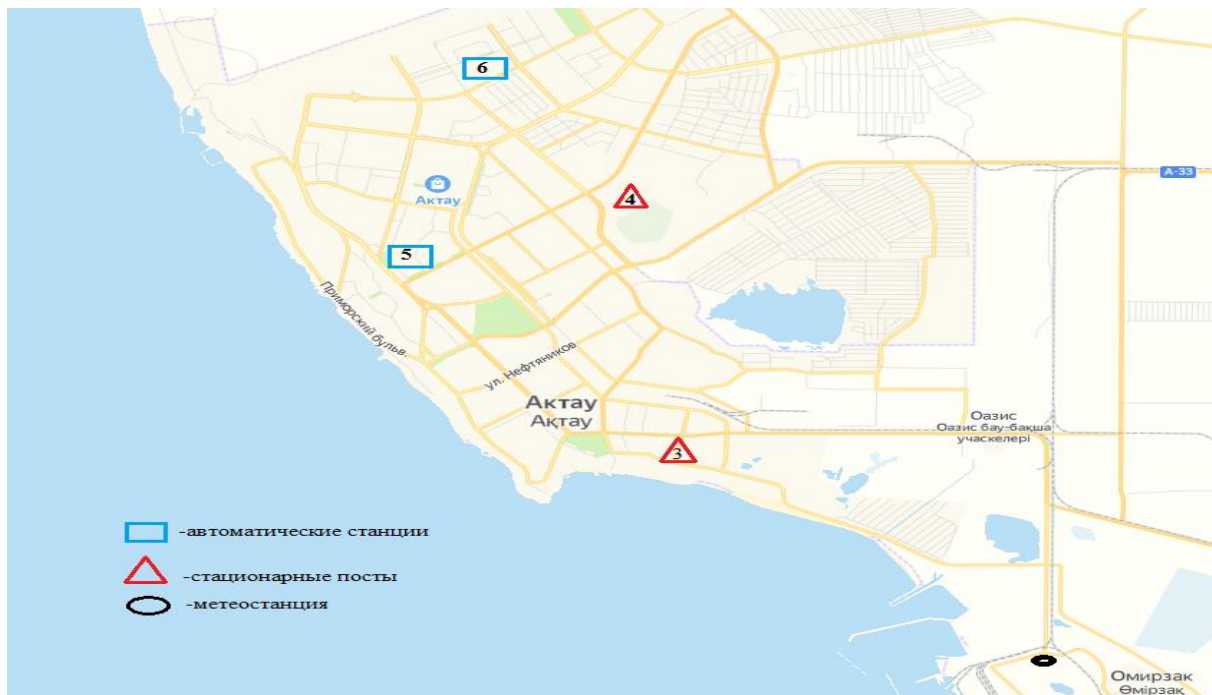 6
4
А-33
Актау
5
Приморский бульв.
ул. Нефтяников
Актау
Ақтау
Оазис
Оазис бау-бақша
учаскелері
3
-автоматические станции
-стационарные посты
-метеостанция
Омирзак
Өмірзақ